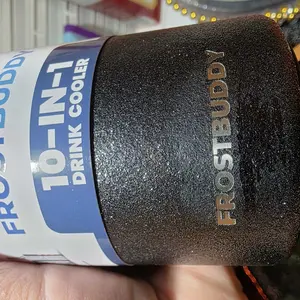 FROSTBUDDY
10-IN-1
DRINK COOLER
FROSTBUDDY